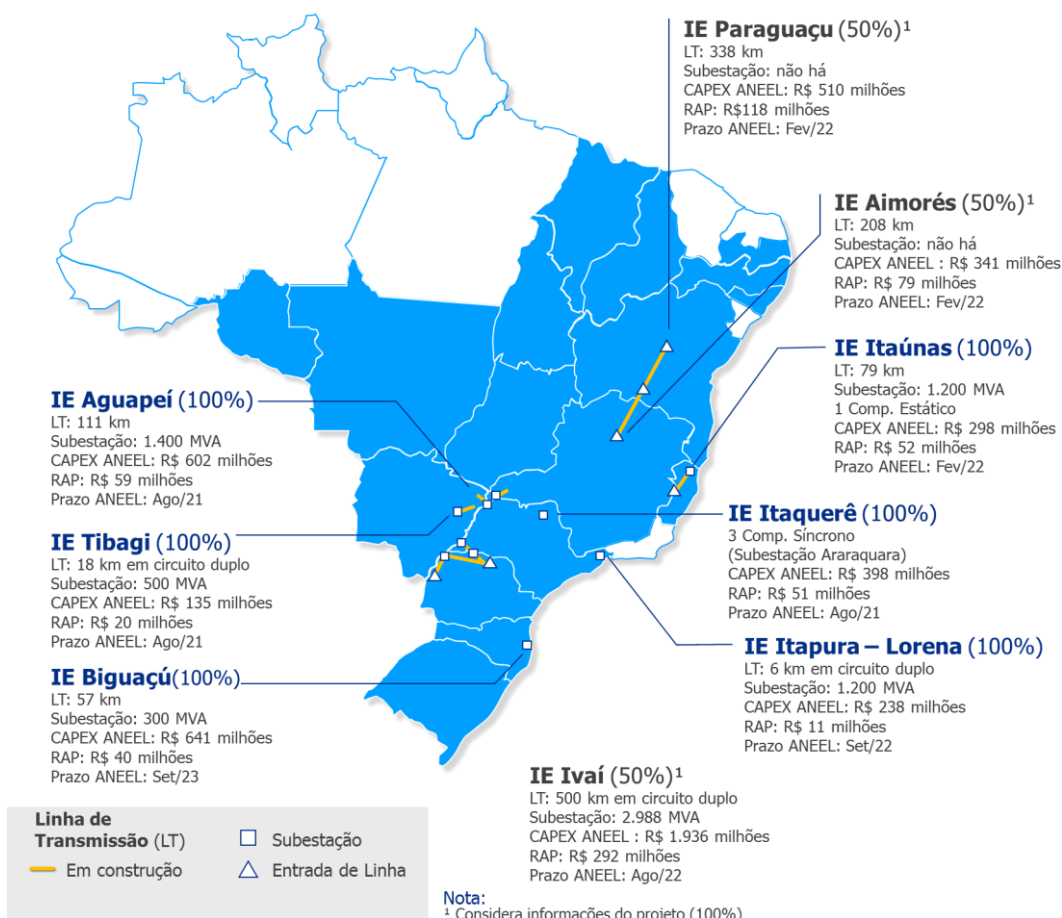 IE Paraguaçu (50%)¹
LT: 338 km
Subestação: não há
CAPEX ANEEL: R$ 510 milhões
RAP: R$118 milhões
Prazo ANEEL: Fev/22
IE Aimorés (50%)¹
LT: 208 km
Subestação: não há
CAPEX ANEEL : R$ 341 milhões
RAP: R$ 79 milhões
Prazo ANEEL: Fev/22
IE Itaúnas (100%)
LT: 79 km
Subestação: 1.200 MVA
1 Comp. Estático
CAPEX ANEEL: R$ 298 milhões
RAP: R$ 52 milhões
Prazo ANEEL: Fev/22
IE Aguapeí (100%)
LT: 111 km
Subestação: 1.400 MVA
CAPEX ANEEL: R$ 602 milhões
RAP: R$ 59 milhões
Prazo ANEEL: Ago/21
IE Itaquerê (100%)
3 Comp. Síncrono
(Subestação Araraquara)
CAPEX ANEEL: R$ 398 milhões
RAP: R$ 51 milhões
Prazo ANEEL: Ago/21
IE Tibagi (100%)
LT: 18 km em circuito duplo
Subestação: 500 MVA
CAPEX ANEEL: R$ 135 milhões
RAP: R$ 20 milhões
Prazo ANEEL: Ago/21
IE Itapura – Lorena (100%)
LT: 6 km em circuito duplo
Subestação: 1.200 MVA
CAPEX ANEEL: R$ 238 milhões
RAP: R$ 11 milhões
Prazo ANEEL: Set/22
IE Biguaçú(100%)
LT: 57 km
Subestação: 300 MVA
CAPEX ANEEL: R$ 641 milhões
RAP: R$ 40 milhões
Prazo ANEEL: Set/23
IE Ivaí (50%)¹
LT: 500 km em circuito duplo
Subestação: 2.988 MVA
CAPEX ANEEL : R$ 1.936 milhões
RAP: R$ 292 milhões
Prazo ANEEL: Ago/22
Linha de
Transmissão (LT)
Em construção
Subestação
Entrada de Linha
Nota:
¹ Considera informações do projeto (100%)